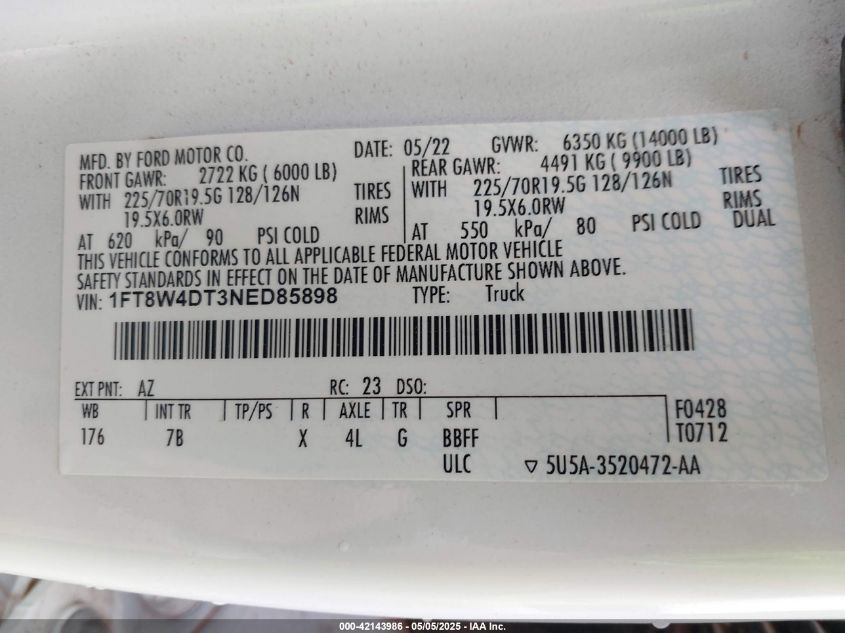 MFD. BY FORD MOTOR CO. DATE: 05/22 GVWR: 6350 KG (14000 LB)
FRONT GAWR: 2722 KG ( 6000 LB) REAR GAWR: 4491 KG ( 9900 LB)
WITH 225/70R19.5G 128/126N TIRES WITH 225/70R19.5G 128/126N TIRES
19.5X6.0RW RIMS 19.5X6.0RW RIMS
AT 620 kPa/ 90 PSI COLD AT 550 kPa/ 80 PSI COLD DUAL
THIS VEHICLE CONFORMS TO ALL APPLICABLE FEDERAL MOTOR VEHICLE
SAFETY STANDARDS IN EFFECT ON THE DATE OF MANUFACTURE SHOWN ABOVE.
VIN: 1FT8W4DT3NED85898 TYPE: Truck
EXT PNT: AZ RC: 23 DSO:
WB INT TR TP/PS R AXLE TR SPR F0428
176 7B X 4L G BBFF T0712
ULC ▽ 5U5A-3520472-AA
000-42143986 - 05/05/2025 - IAA Inc.